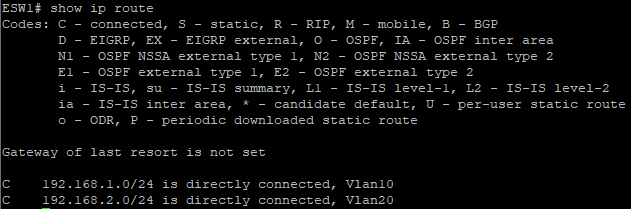 ESW1# show ip route
Codes: C - connected, S - static, R - RIP, M - mobile, B - BGP
D - EIGRP, EX - EIGRP external, O - OSPF, IA - OSPF inter area
N1 - OSPF NSSA external type 1, N2 - OSPF NSSA external type 2
E1 - OSPF external type 1, E2 - OSPF external type 2
i - IS-IS, su - IS-IS summary, L1 - IS-IS level-1, L2 - IS-IS level-2
ia - IS-IS inter area, * - candidate default, U - per-user static route
o - ODR, P - periodic downloaded static route
Gateway of last resort is not set
C 192.168.1.0/24 is directly connected, Vlan10
C 192.168.2.0/24 is directly connected, Vlan20